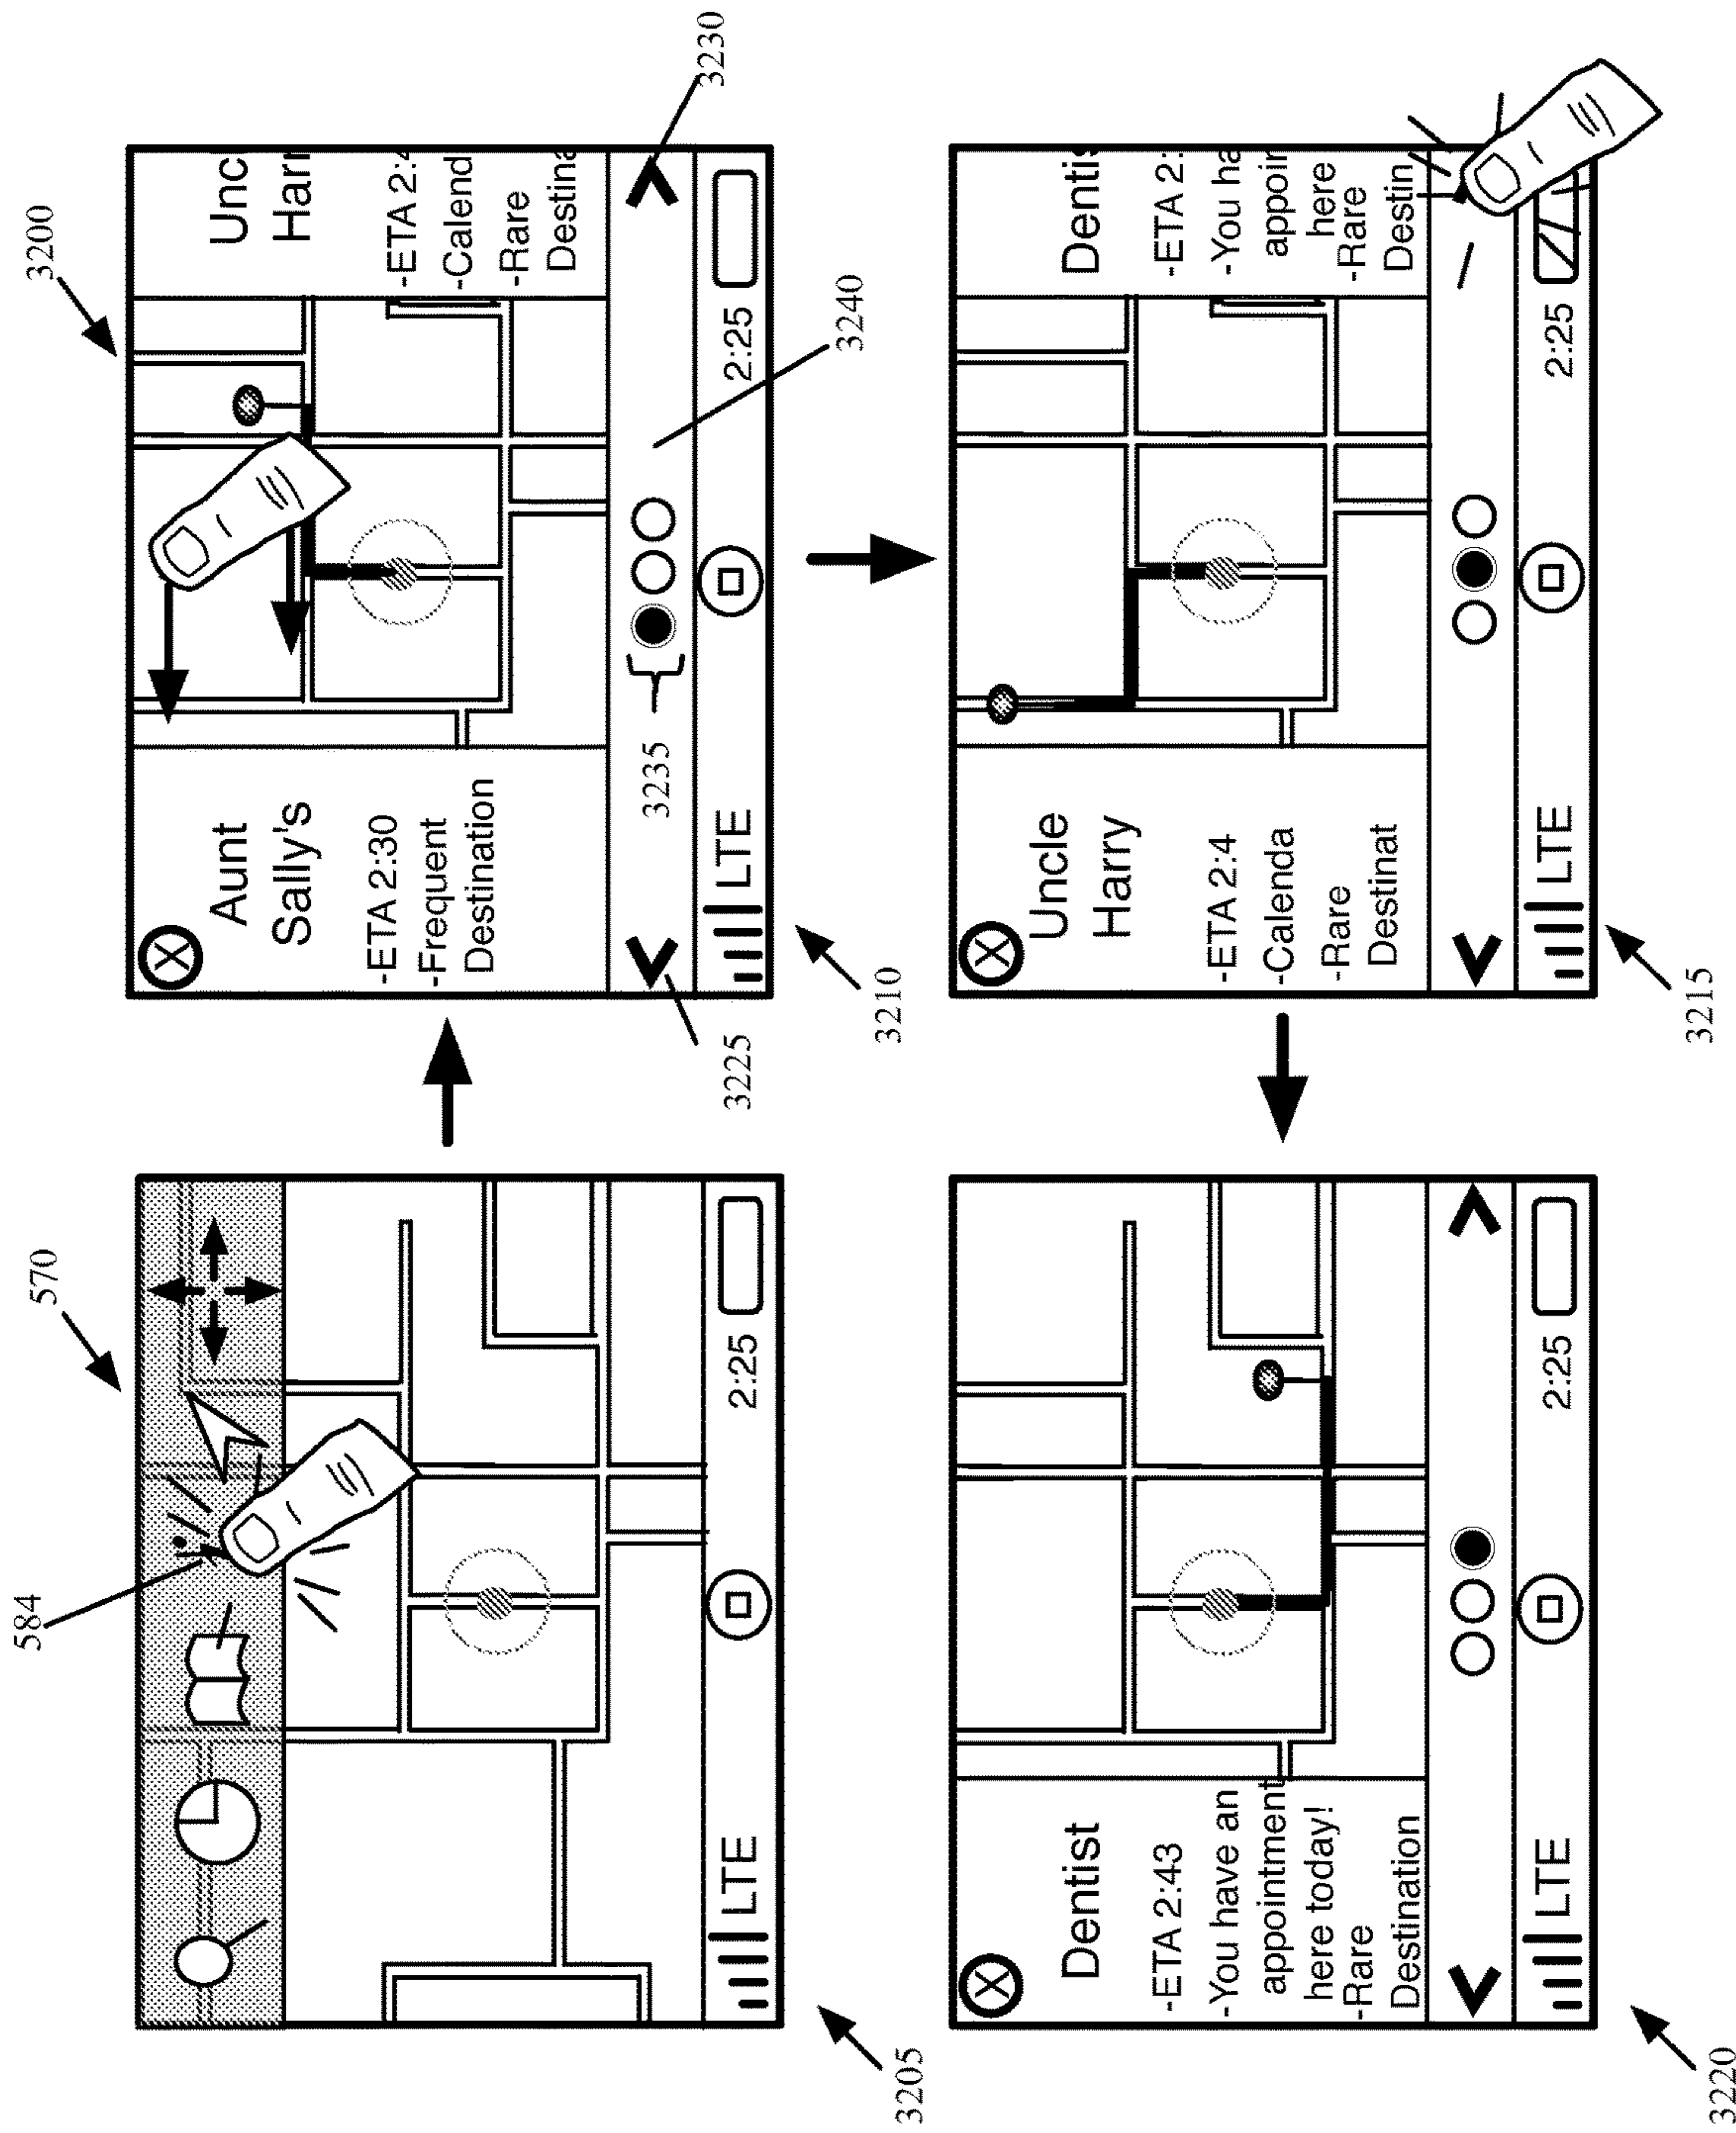 570
584
LTE
2:25
3205
3200
Aunt
Sally's
-ETA 2:30
-Frequent
Destination
Unc
Harr
-ETA 2:4
-Calend
-Rare
Destina
3235
3240
3225
3230
LTE
2:25
3210
Uncle
Harry
-ETA 2:4
-Calenda
-Rare
Destinat
Dentis
-ETA 2:
-You ha
appoin
here
-Rare
Destin
LTE
2:25
3215
Dentist
-ETA 2:43
-You have an
appointment
here today!
-Rare
Destination
LTE
2:25
3220